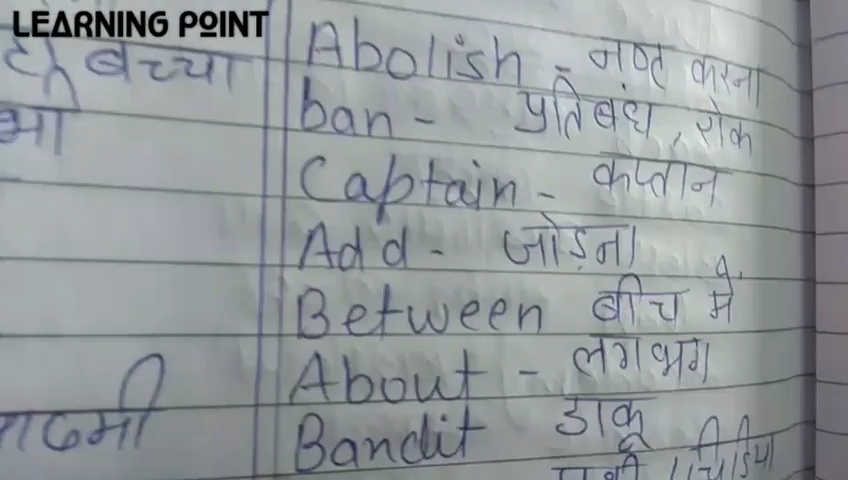 LEARNING POINT
बच्चा
Abolish - नष्ट करना
ban - प्रतिबंध, रोक
Captain - कप्तान
Add - जोड़ना
Between बीच में
About - लगभग
Bandit डाकू